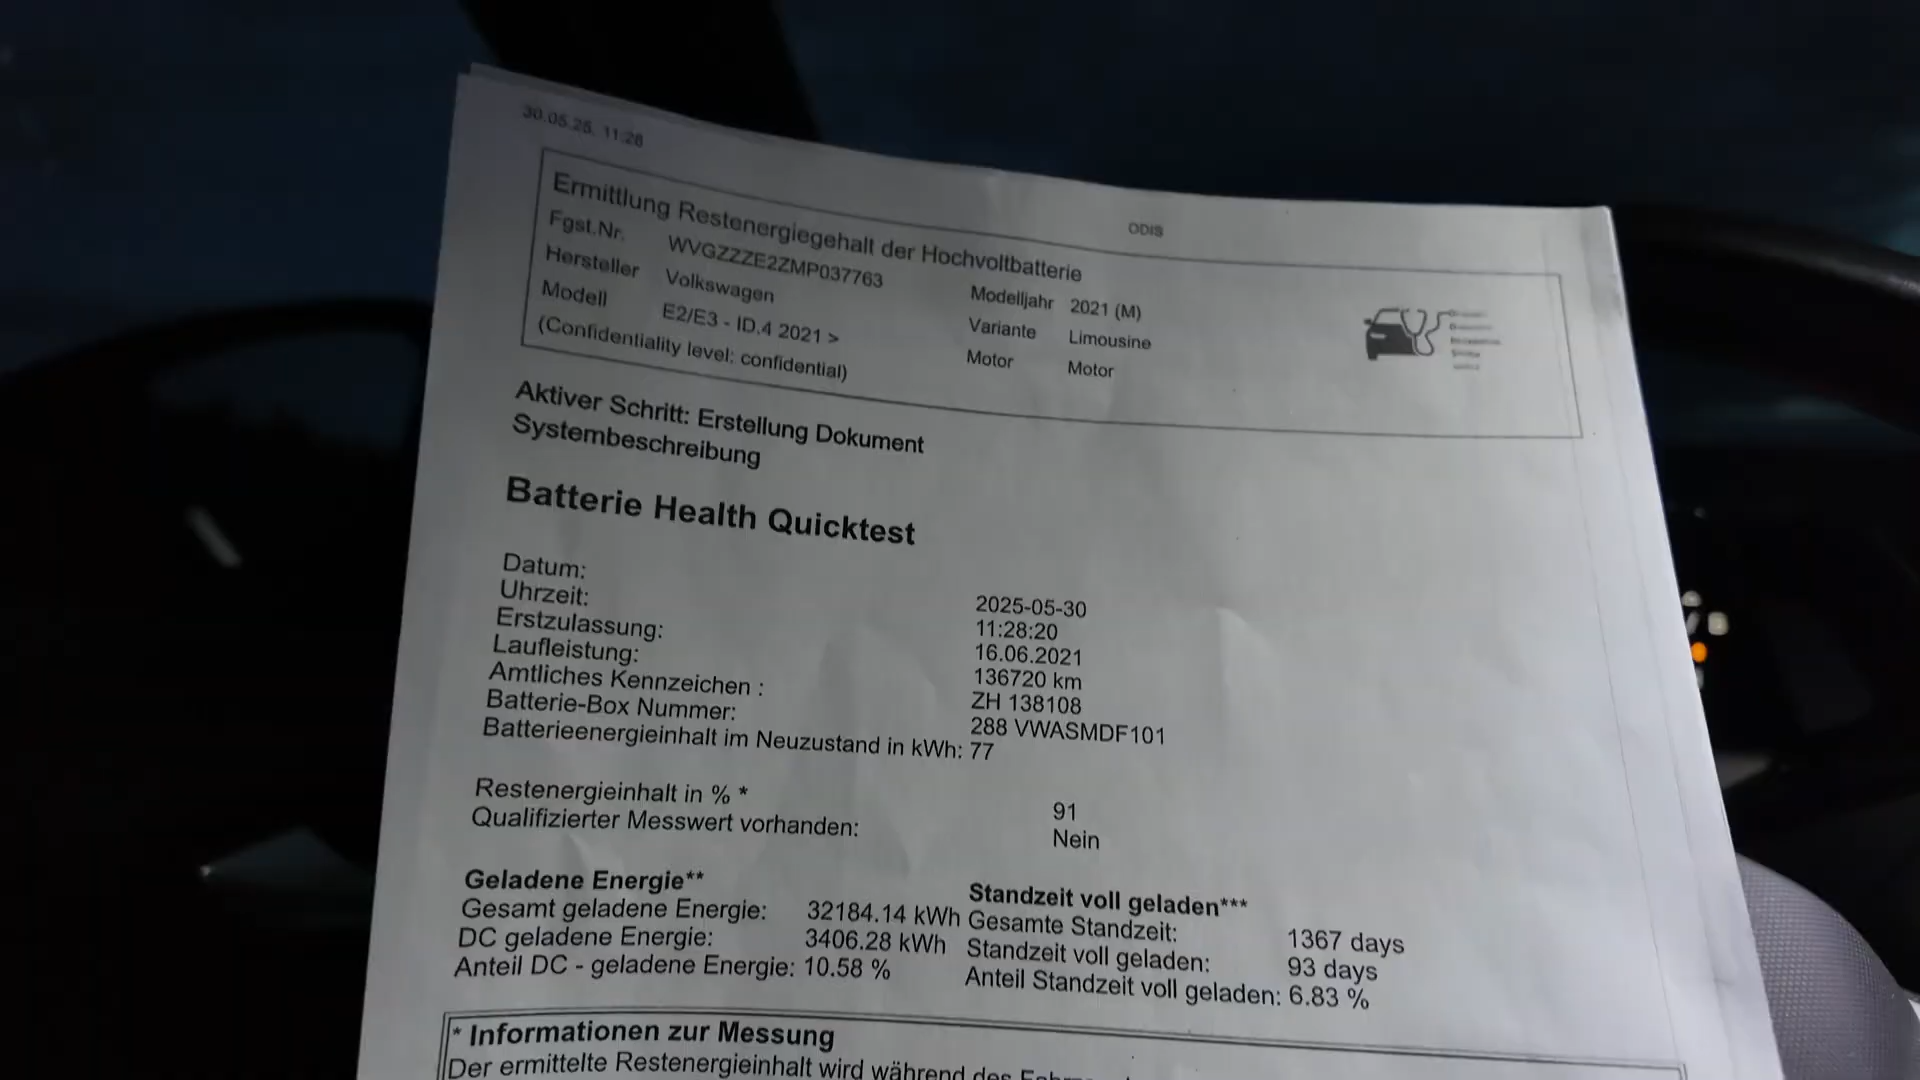 30.05.25, 11:28
ODIS
Ermittlung Restenergiegehalt der Hochvoltbatterie
Fgst.Nr. WVGZZZE2ZMP037763 Modelljahr 2021 (M)
Hersteller Volkswagen Variante Limousine
Modell E2/E3 - ID.4 2021 > Motor Motor
(Confidentiality level: confidential)
Aktiver Schritt: Erstellung Dokument
Systembeschreibung
Batterie Health Quicktest
Datum: 2025-05-30
Uhrzeit: 11:28:20
Erstzulassung: 16.06.2021
Laufleistung: 136720 km
Amtliches Kennzeichen : ZH 138108
Batterie-Box Nummer: 288 VWASMDF101
Batterieenergieinhalt im Neuzustand in kWh: 77
Restenergieinhalt in % * 91
Qualifizierter Messwert vorhanden: Nein
Geladene Energie** Standzeit voll geladen***
Gesamt geladene Energie: 32184.14 kWh Gesamte Standzeit: 1367 days
DC geladene Energie: 3406.28 kWh Standzeit voll geladen: 93 days
Anteil DC - geladene Energie: 10.58 % Anteil Standzeit voll geladen: 6.83 %
* Informationen zur Messung
Der ermittelte Restenergieinhalt wird während des